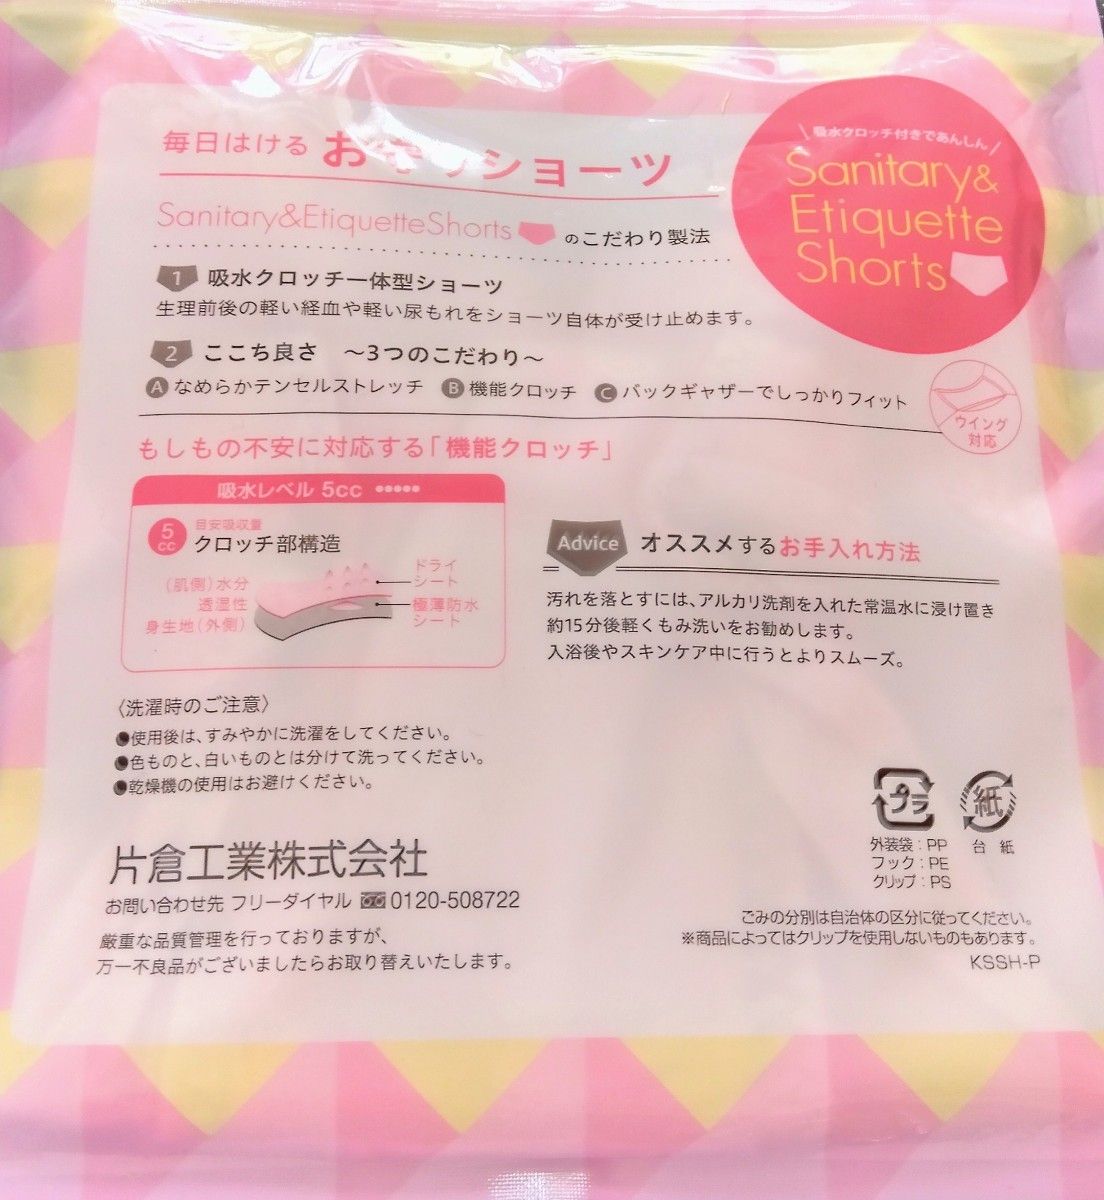 毎日はける お　ショーツ
Sanitary&EtiquetteShorts のこだわり製法
\ 吸水クロッチ付きであんしん /
Sanitary&
Etiquette
Shorts
1 吸水クロッチ一体型ショーツ
生理前後の軽い経血や軽い尿もれをショーツ自体が受け止めます。
2 ここち良さ ～3つのこだわり～
A なめらかテンセルストレッチ B 機能クロッチ C バックギャザーでしっかりフィット
ウイング
対応
もしもの不安に対応する「機能クロッチ」
吸水レベル 5cc ●●●●●
5
cc
目安吸収量
クロッチ部構造
(肌側)水分
透湿性
身生地(外側)
ドライ
シート
極薄防水
シート
Advice オススメするお手入れ方法
汚れを落とすには、アルカリ洗剤を入れた常温水に浸け置き
約15分後軽くもみ洗いをお勧めします。
入浴後やスキンケア中に行うとよりスムーズ。
〈洗濯時のご注意〉
●使用後は、すみやかに洗濯をしてください。
●色ものと、白いものとは分けて洗ってください。
●乾燥機の使用はお避けください。
片倉工業株式会社
お問い合わせ先 フリーダイヤル 0120-508722
厳重な品質管理を行っておりますが、
万一不良品がございましたらお取り替えいたします。
プラ
紙
外装袋：PP
フック：PE
クリップ：PS
台紙
ごみの分別は自治体の区分に従ってください。
※商品によってはクリップを使用しないものもあります。
KSSH-P